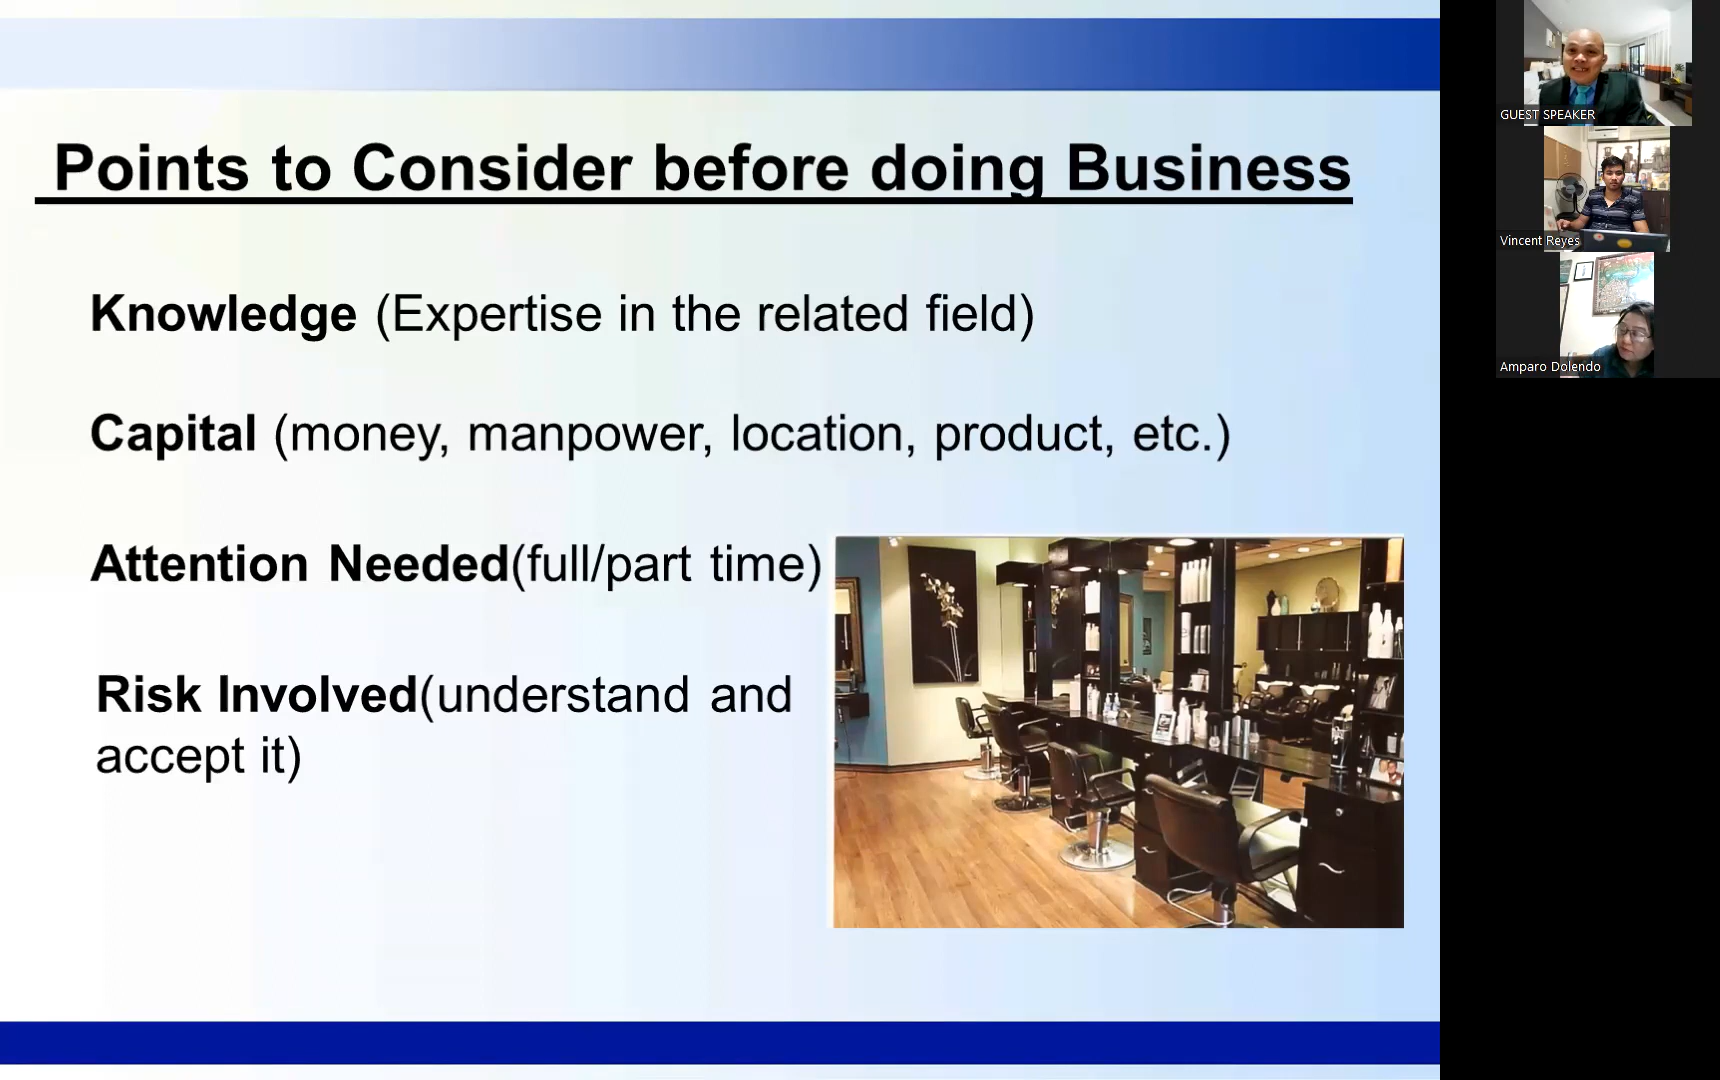 Points to Consider before doing Business
Knowledge (Expertise in the related field)
Capital (money, manpower, location, product, etc.)
Attention Needed(full/part time)
Risk Involved(understand and
accept it)
GUEST SPEAKER
Vincent Reyes
Amparo Dolendo